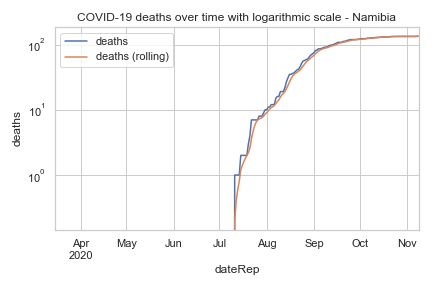 COVID-19 deaths over time with logarithmic scale - Namibia
deaths
deaths (rolling)
10²
10¹
10⁰
deaths
Apr May Jun Jul Aug Sep Oct Nov
2020
dateRep